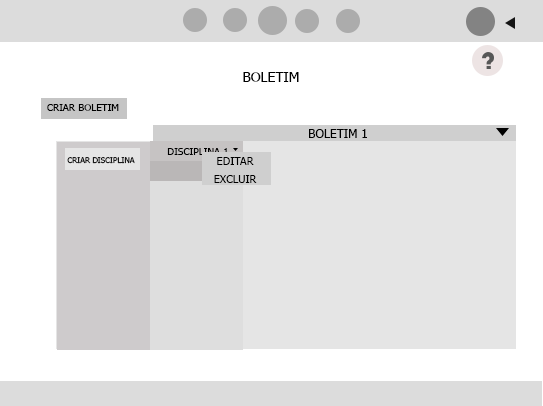 ?
BOLETIM
CRIAR BOLETIM
BOLETIM 1
CRIAR DISCIPLINA
DISCIPLINA 1
EDITAR
EXCLUIR